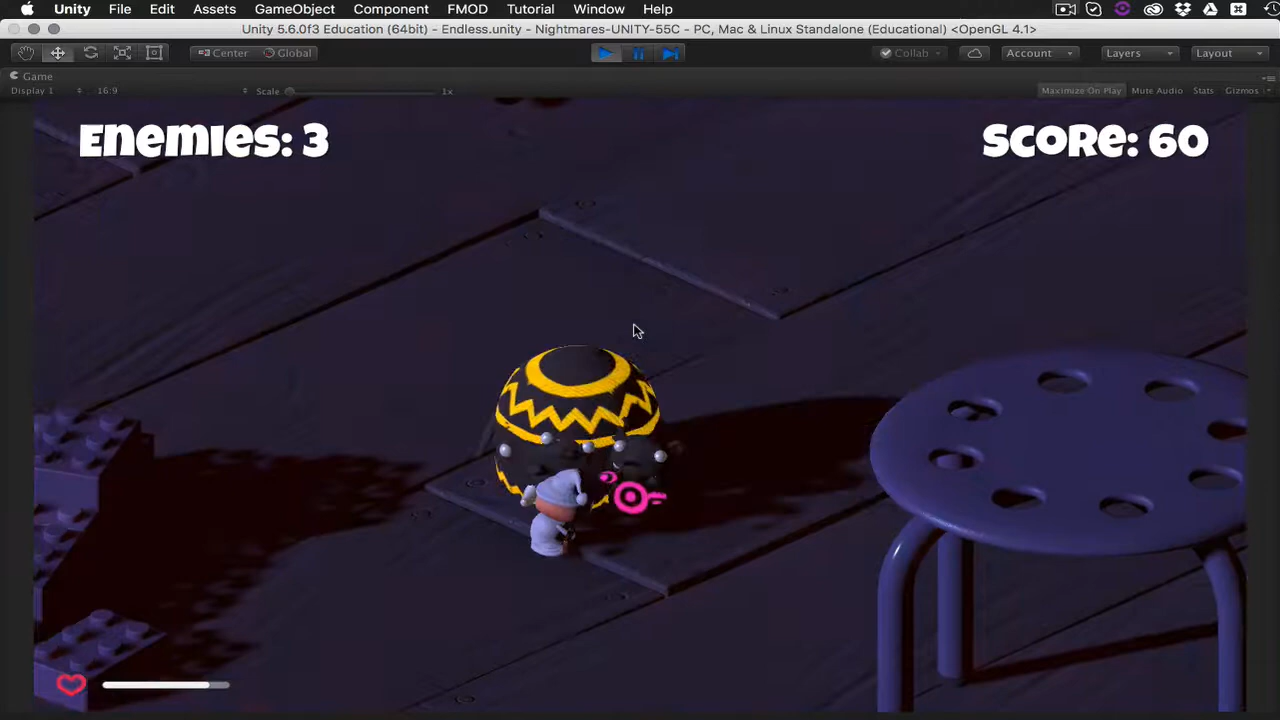 Unity File Edit Assets GameObject Component FMOD Tutorial Window Help
Unity 5.6.0f3 Education (64bit) - Endless.unity - Nightmares-UNITY-55C - PC, Mac & Linux Standalone (Educational) <OpenGL 4.1>
Center Global Collab Account Layers Layout
Game
Display 1 16:9 Scale 1x Maximize On Play Mute Audio Stats Gizmos
Enemies: 3
Score: 60